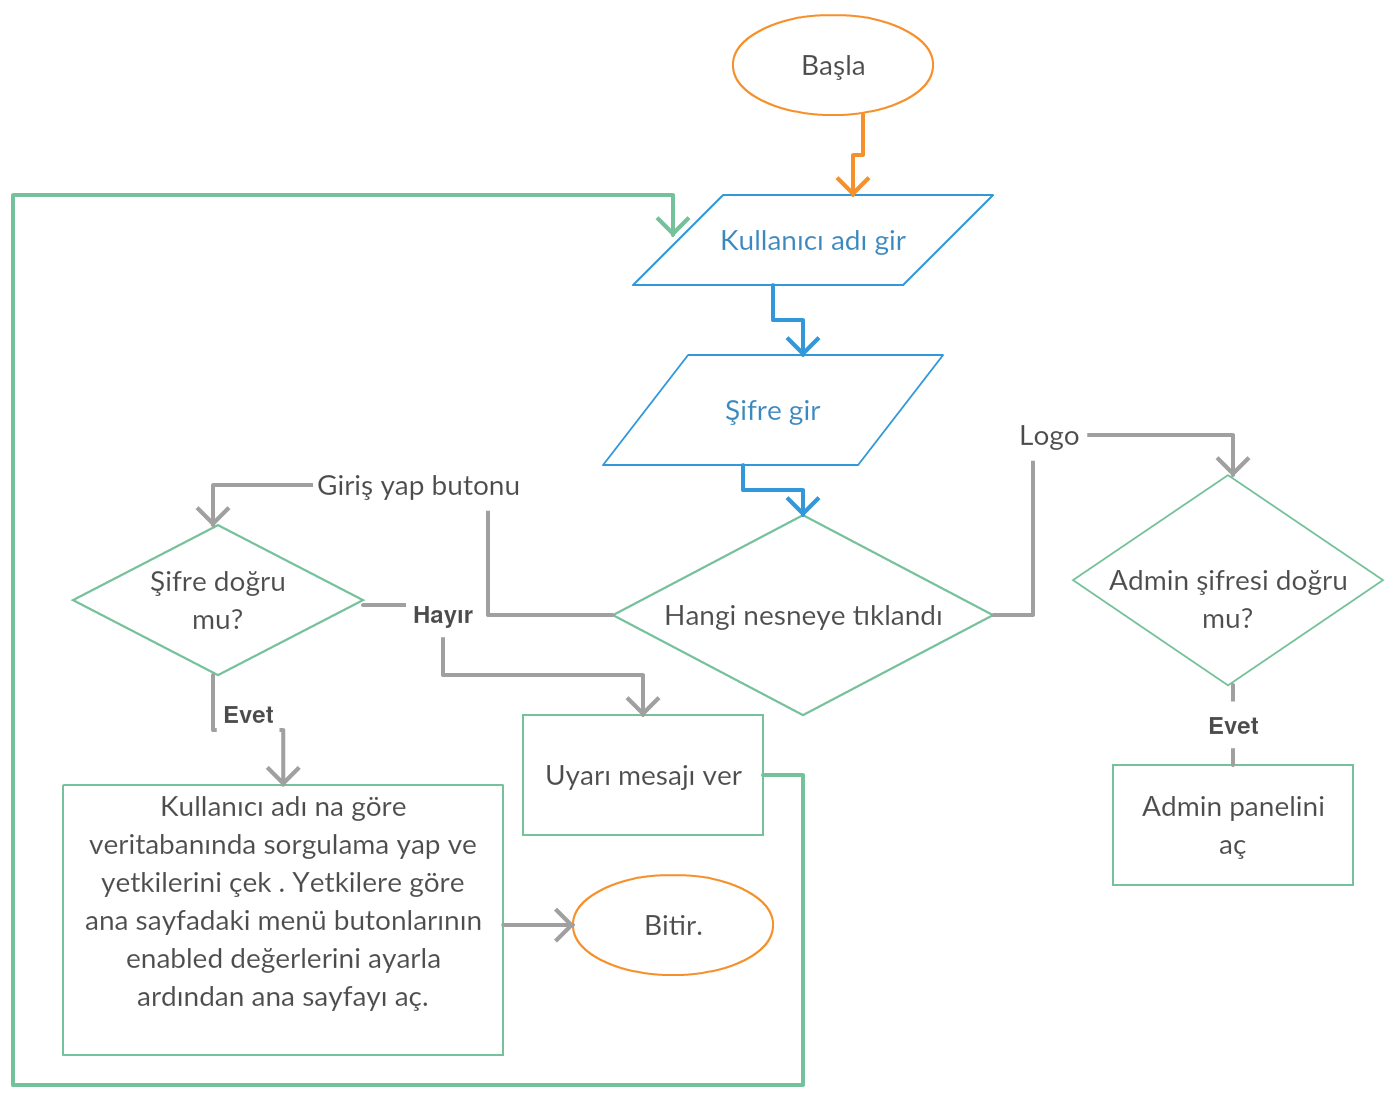 Başla
Kullanıcı adı gir
Şifre gir
Logo
Giriş yap butonu
Şifre doğru
mu?
Hayır
Hangi nesneye tıklandı
Admin şifresi doğru
mu?
Evet
Evet
Uyarı mesajı ver
Kullanıcı adı na göre
veritabanında sorgulama yap ve
yetkilerini çek . Yetkilere göre
ana sayfadaki menü butonlarının
enabled değerlerini ayarla
ardından ana sayfayı aç.
Admin panelini
aç
Bitir.